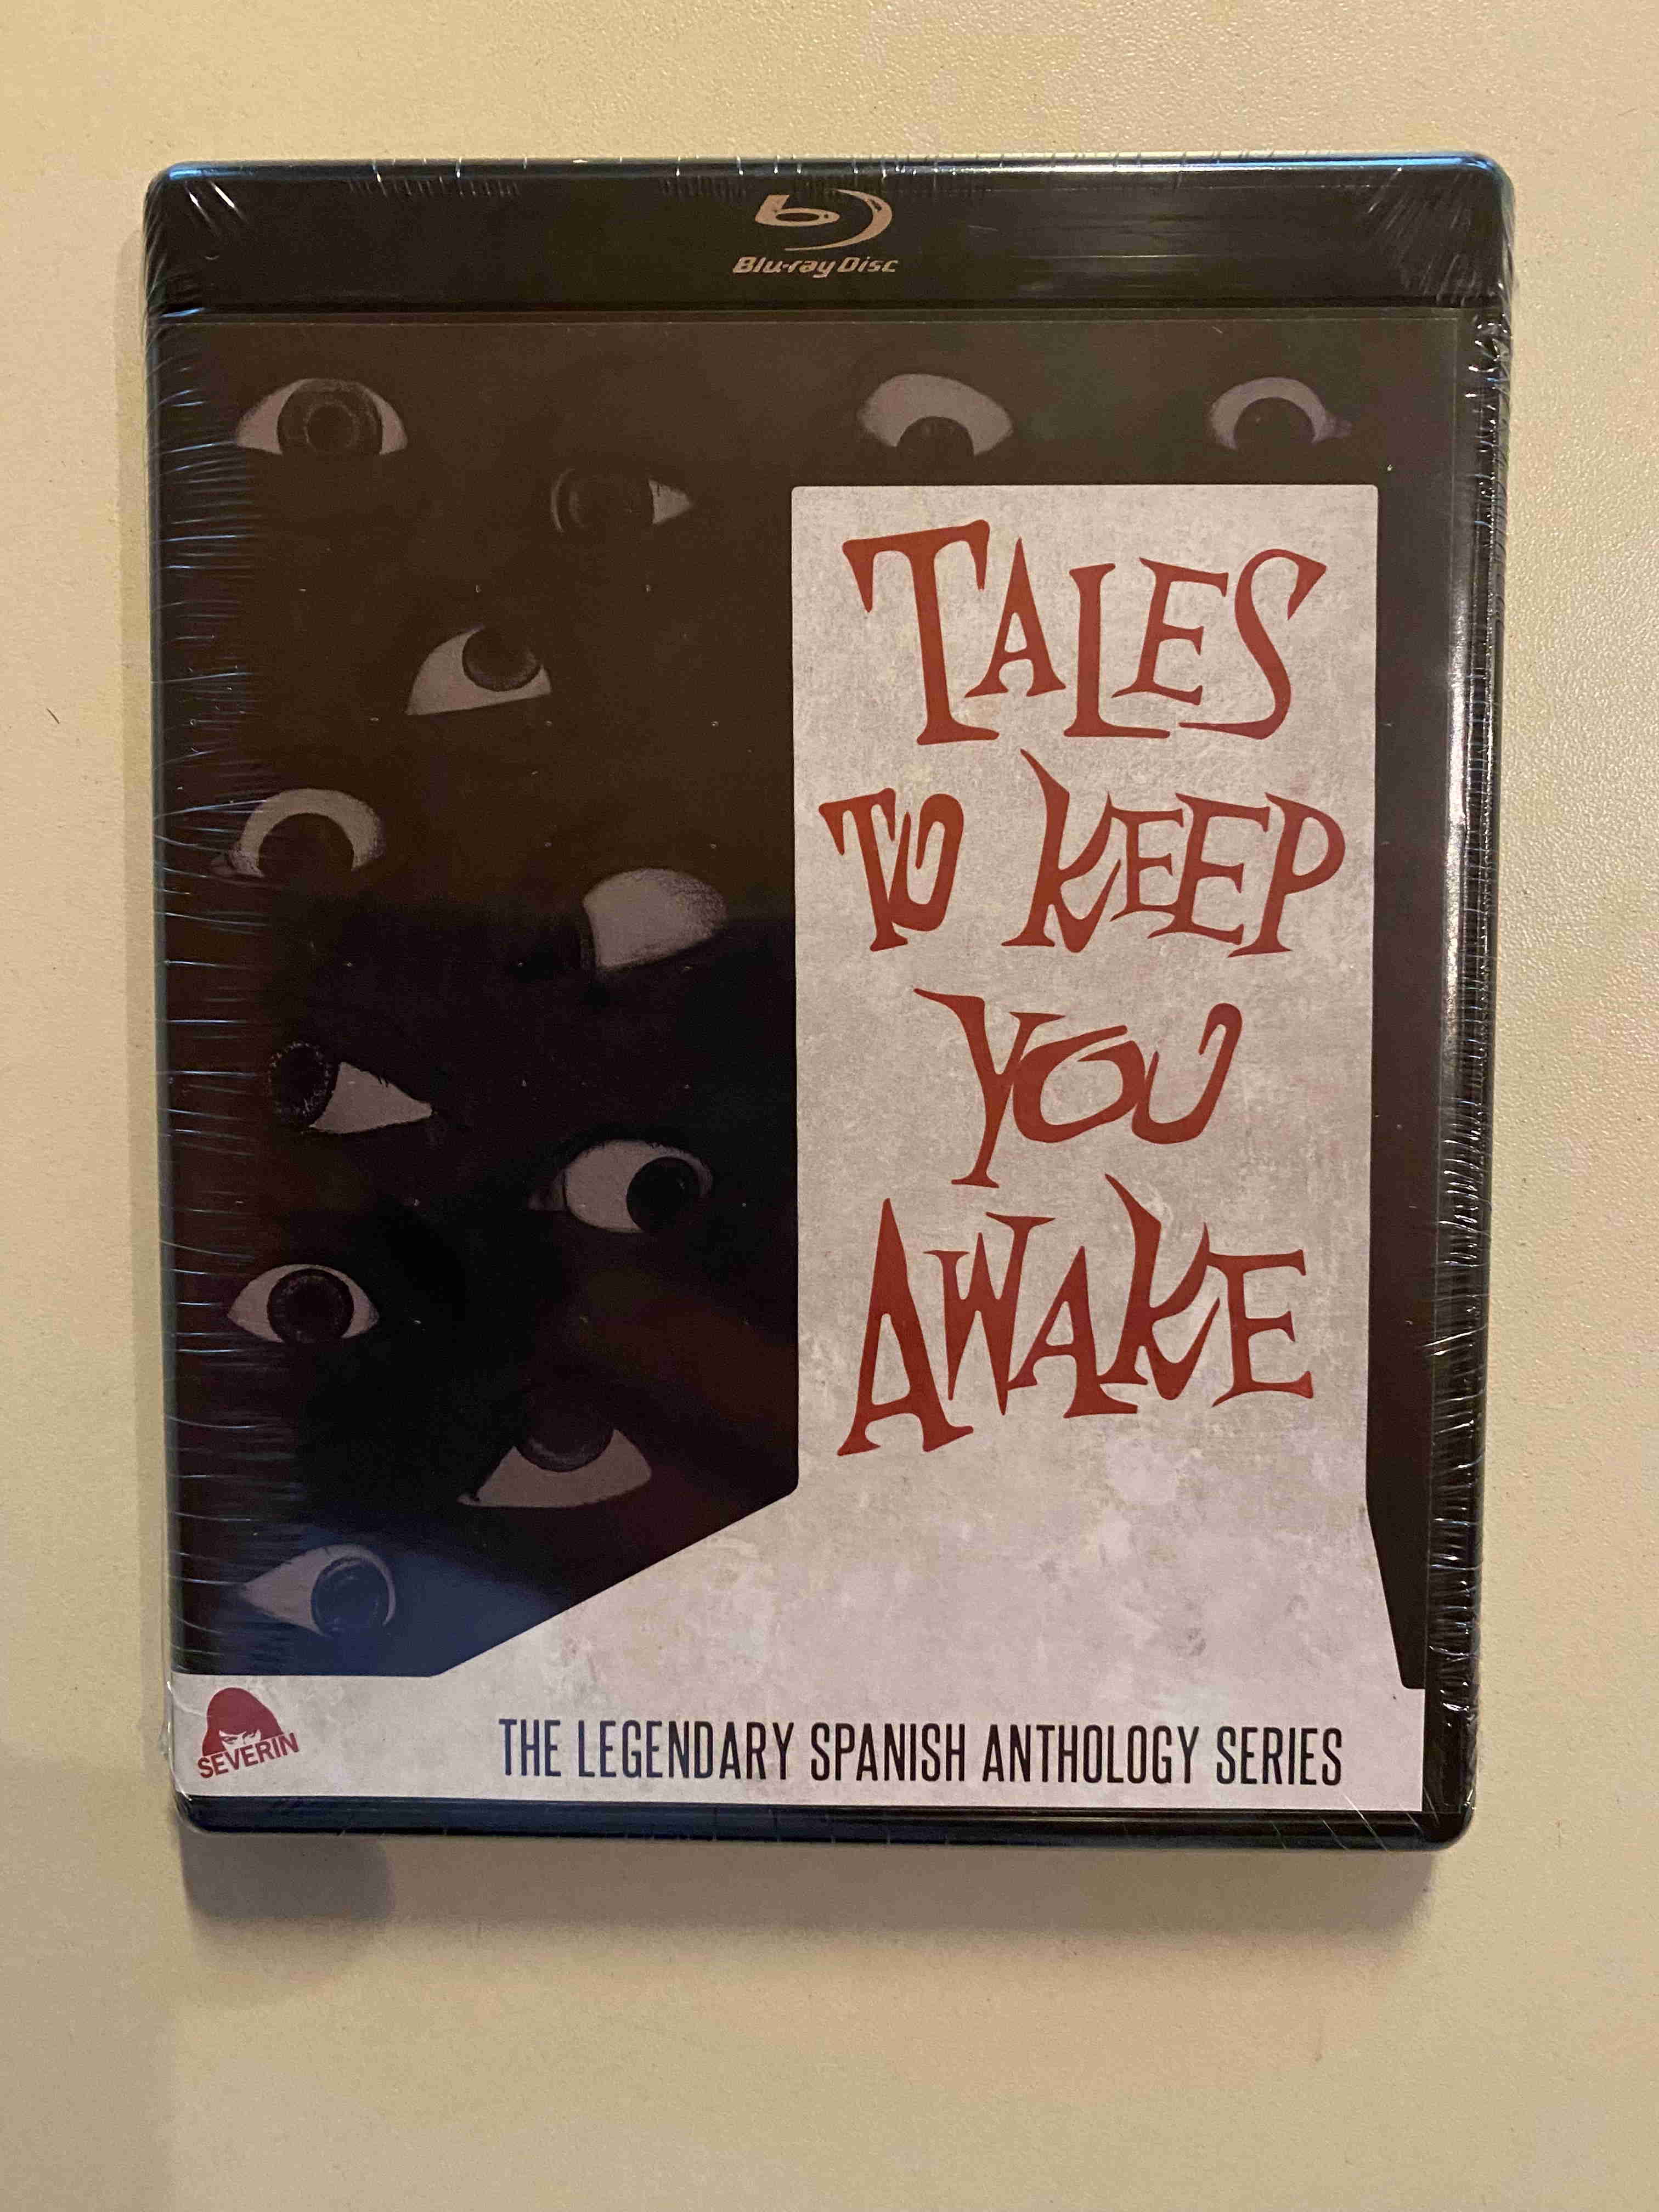 Blu-ray Disc
TALES
TO KEEP
YOU
AWAKE
SEVERIN
THE LEGENDARY SPANISH ANTHOLOGY SERIES